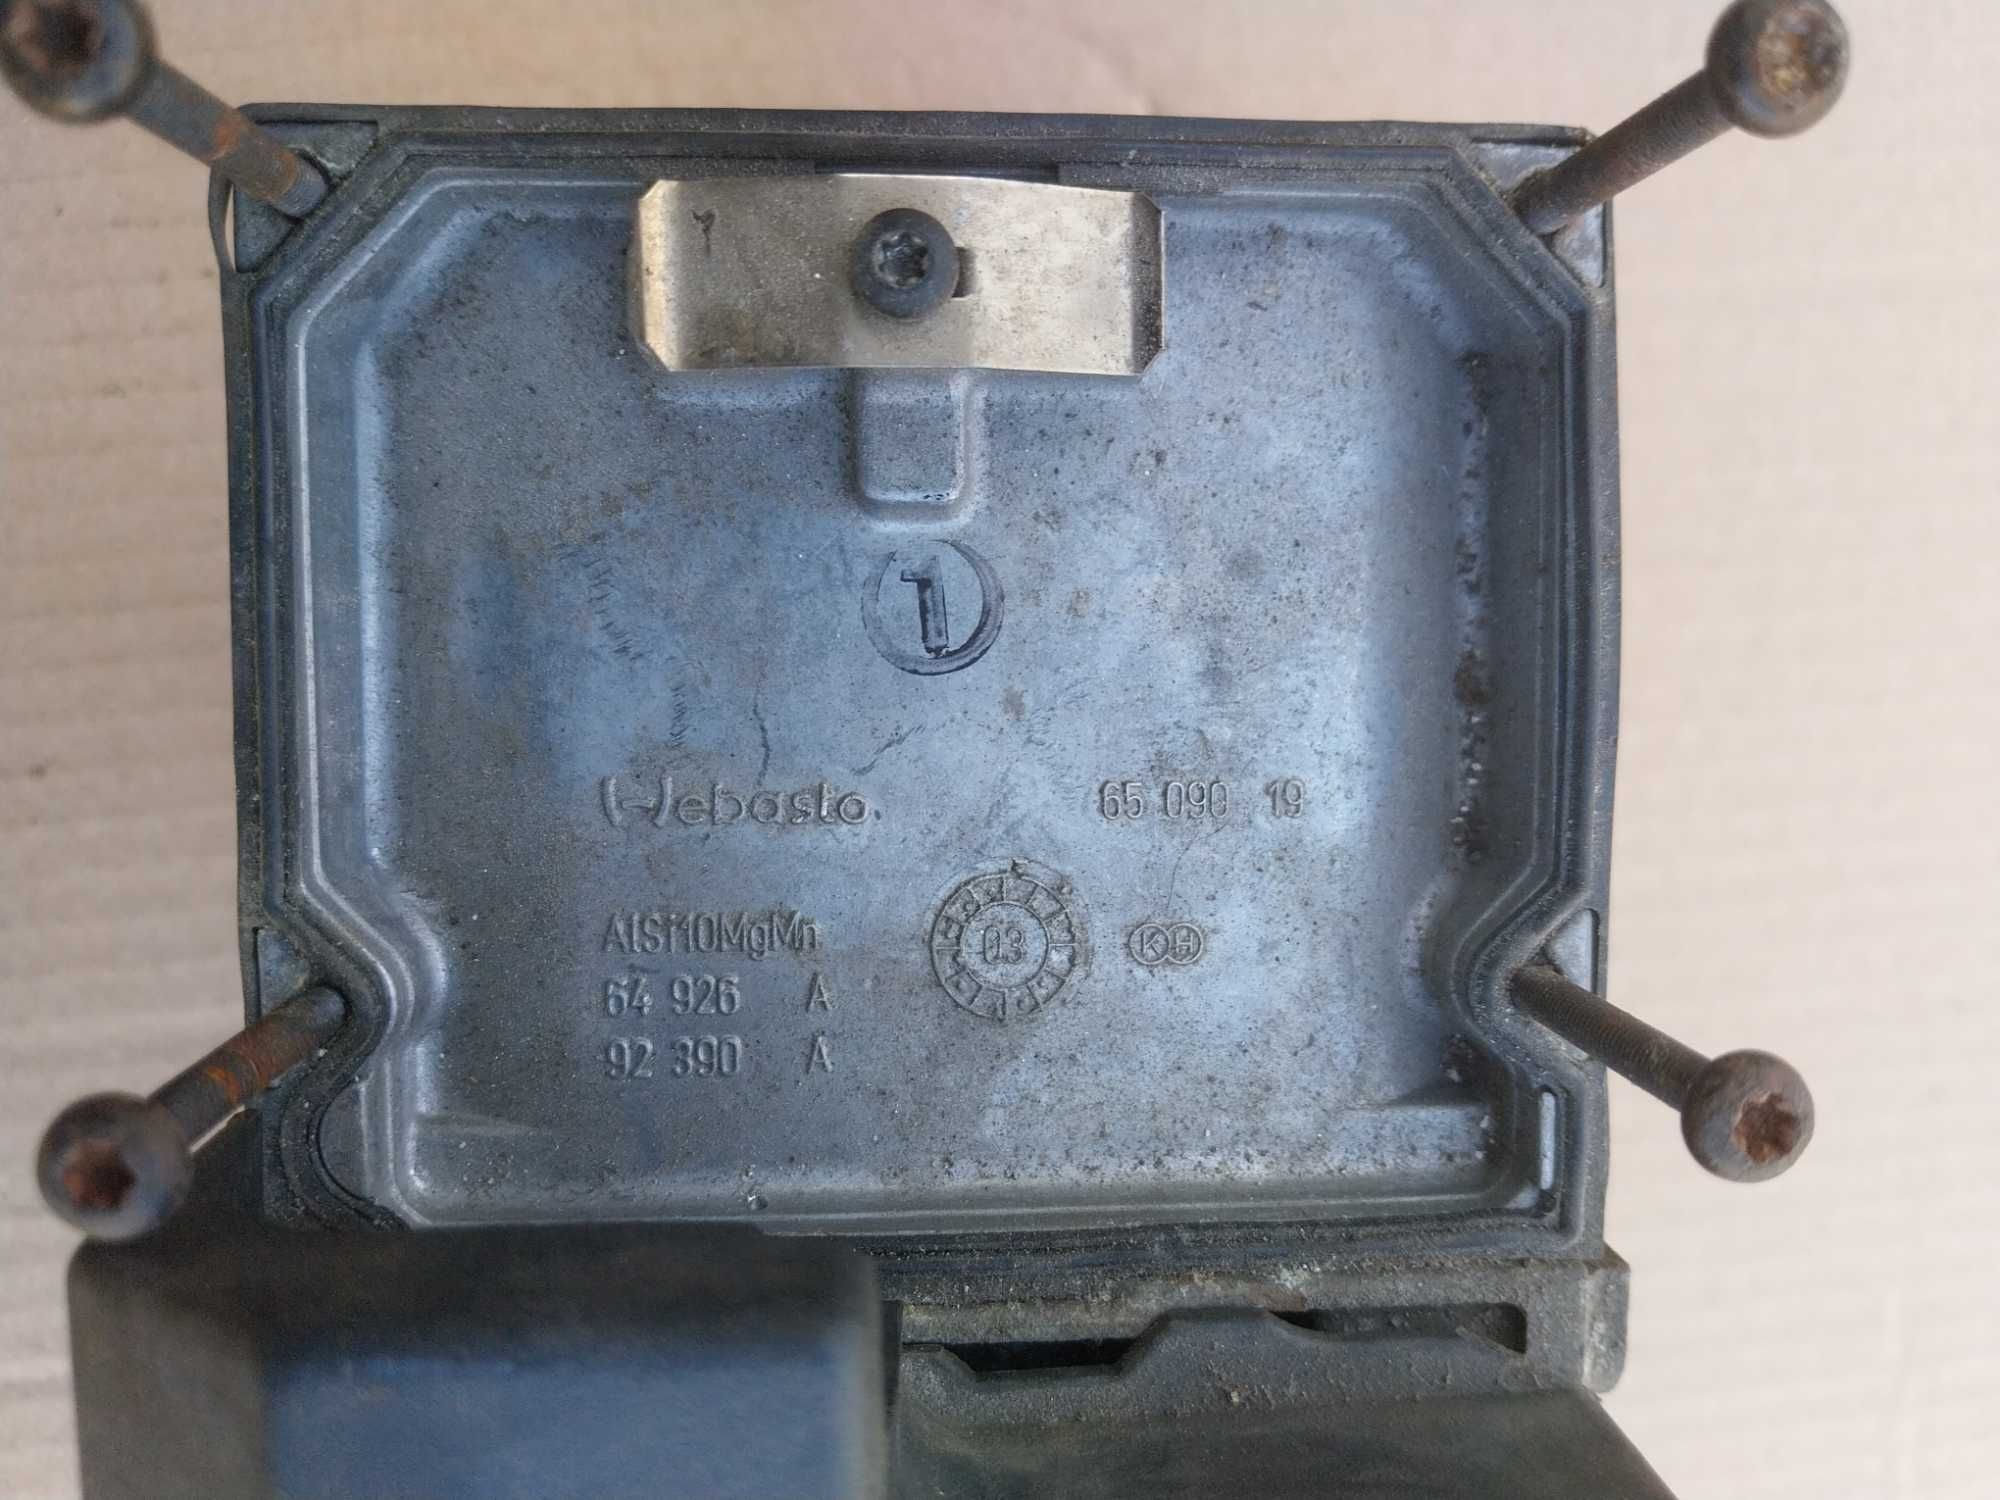 1
Webasto 65 090 19
AlSi10MgMn
64 926 A
92 390 A
03
KH